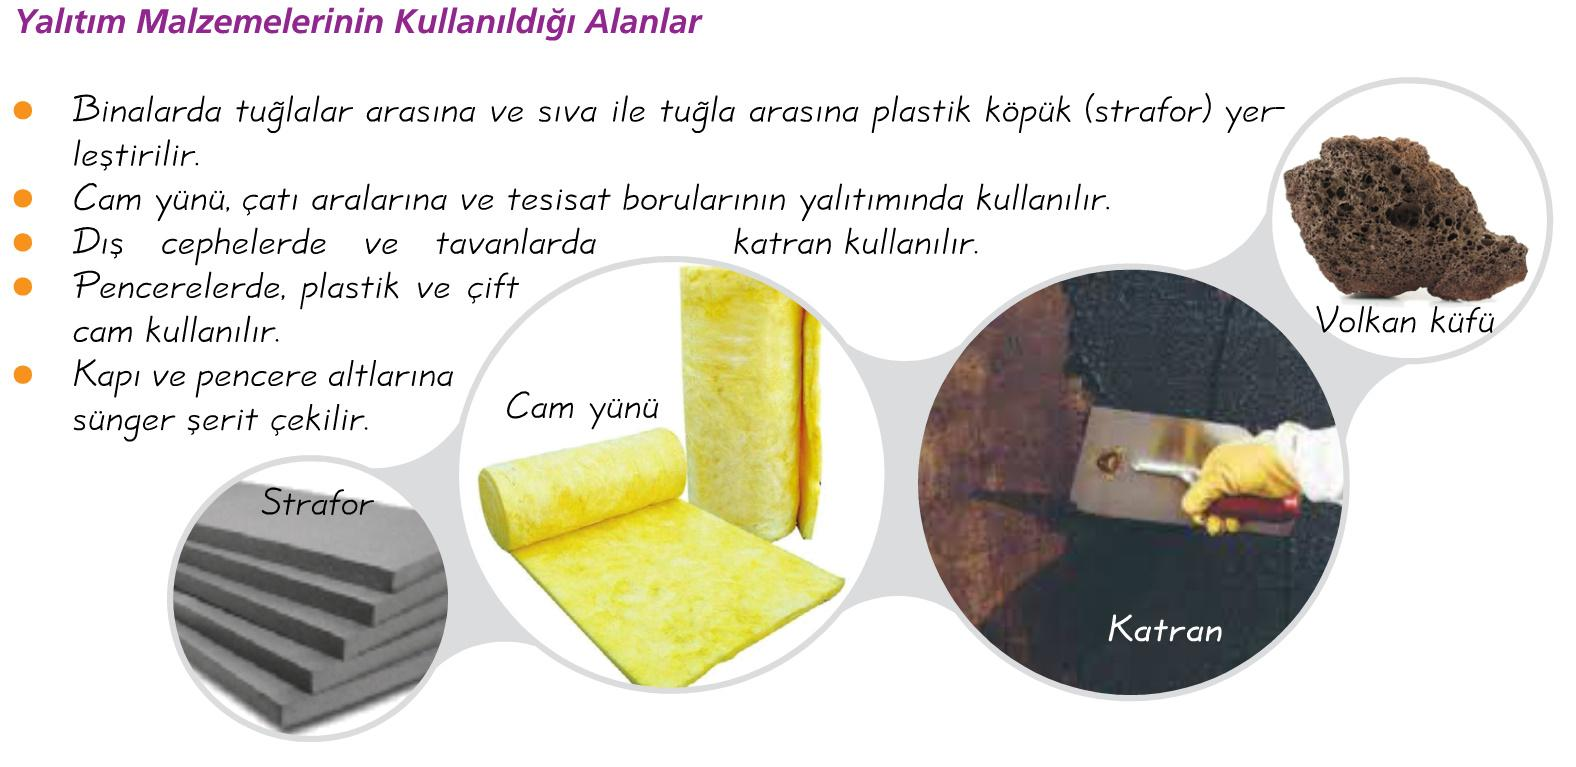 Yalıtım Malzemelerinin Kullanıldığı Alanlar
Binalarda tuğlalar arasına ve sıva ile tuğla arasına plastik köpük (strafor) yer-
leştirilir.
Cam yünü, çatı aralarına ve tesisat borularının yalıtımında kullanılır.
Dış cephelerde ve tavanlarda katran kullanılır.
Pencerelerde, plastik ve çift
cam kullanılır.
Kapı ve pencere altlarına
sünger şerit çekilir.
Volkan küfü
Cam yünü
Strafor
Katran